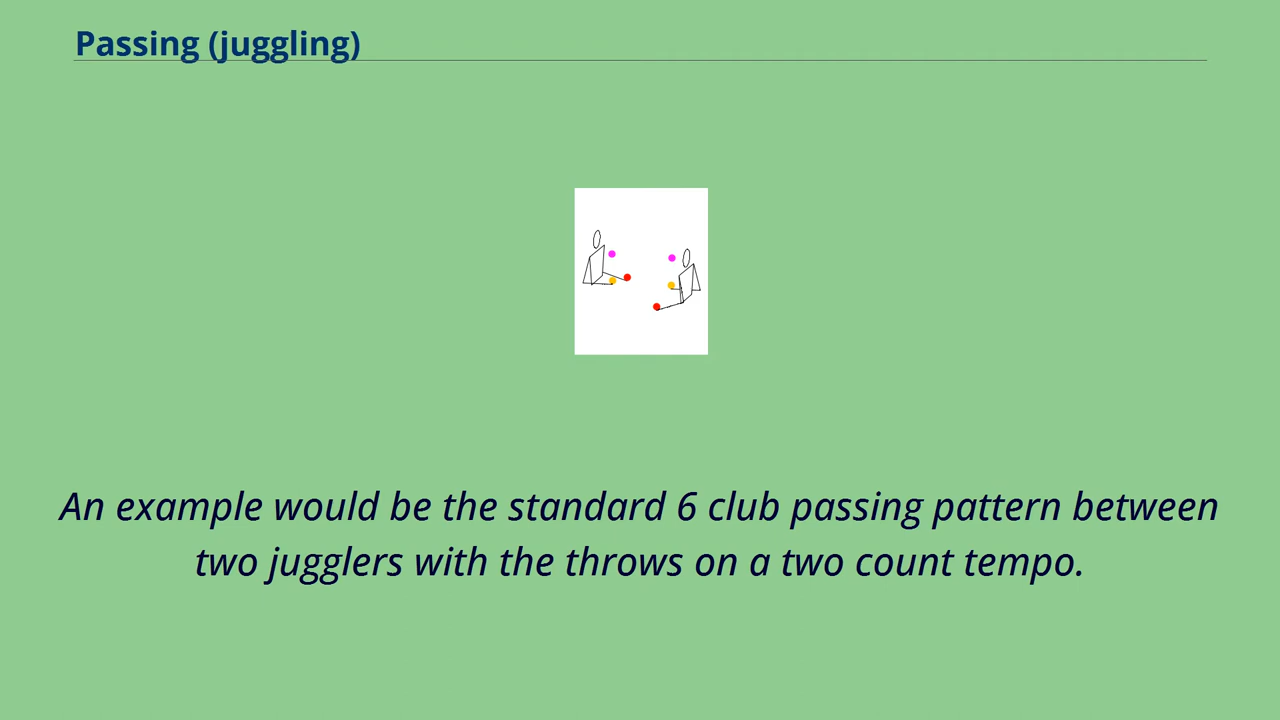 Passing (juggling)
An example would be the standard 6 club passing pattern between
two jugglers with the throws on a two count tempo.